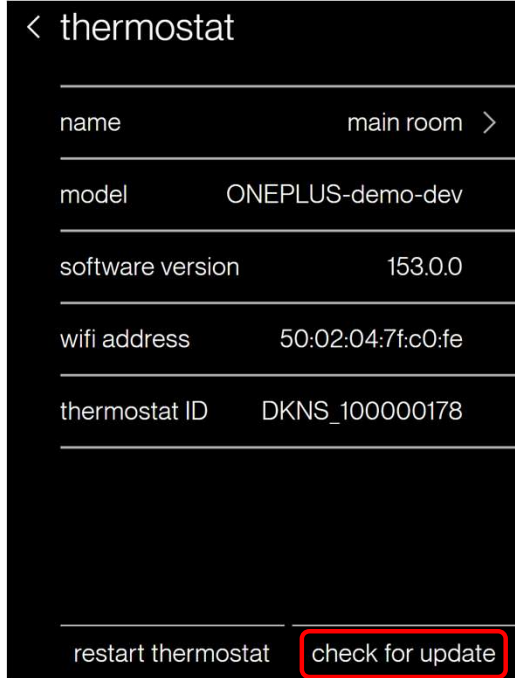 < thermostat
name main room >
model ONEPLUS-demo-dev
software version 153.0.0
wifi address 50:02:04:7f:c0:fe
thermostat ID DKNS_100000178
restart thermostat check for update